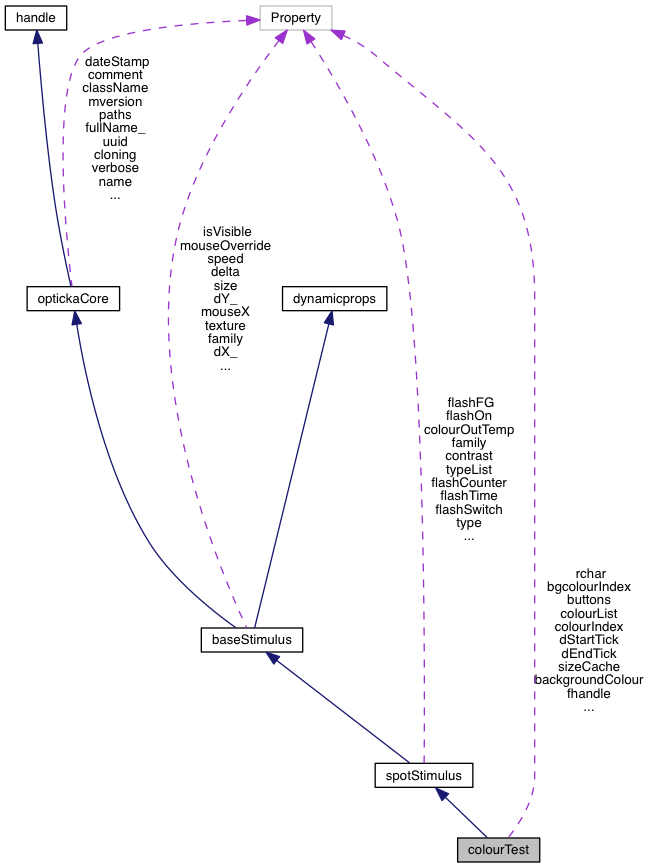 handle
Property
dateStamp
comment
className
mversion
paths
fullName_
uuid
cloning
verbose
name
...
isVisible
mouseOverride
speed
delta
size
dY_
mouseX
texture
family
dX_
...
optickaCore
dynamicprops
flashFG
flashOn
colourOutTemp
family
contrast
typeList
flashCounter
flashTime
flashSwitch
type
...
rchar
bgcolourIndex
buttons
colourList
colourIndex
dStartTick
dEndTick
sizeCache
backgroundColour
fhandle
...
baseStimulus
spotStimulus
colourTest